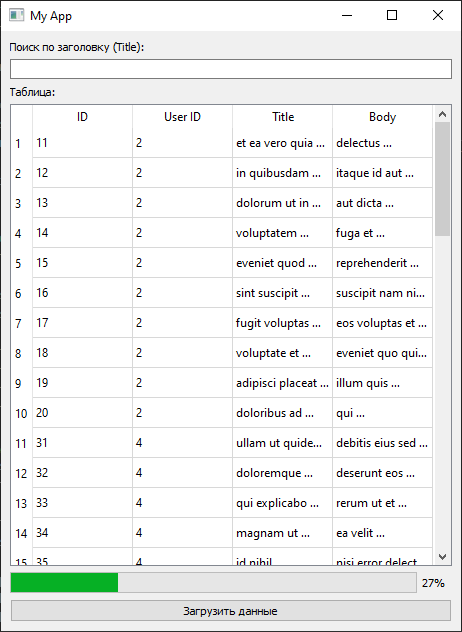 My App
Поиск по заголовку (Title):
Таблица:
ID User ID Title Body
1 11 2 et ea vero quia ... delectus ...
2 12 2 in quibusdam ... itaque id aut ...
3 13 2 dolorum ut in ... aut dicta ...
4 14 2 voluptatem ... fuga et ...
5 15 2 eveniet quod ... reprehenderit ...
6 16 2 sint suscipit ... suscipit nam ni...
7 17 2 fugit voluptas ... eos voluptas et ...
8 18 2 voluptate et ... eveniet quo qui...
9 19 2 adipisci placeat ... illum quis ...
10 20 2 doloribus ad ... qui ...
11 31 4 ullam ut quide... debitis eius sed ...
12 32 4 doloremque ... deserunt eos ...
13 33 4 qui explicabo ... rerum ut et ...
14 34 4 magnam ut ... ea velit ...
15 35 4 id nihil ... nisi error delect...
27%
Загрузить данные